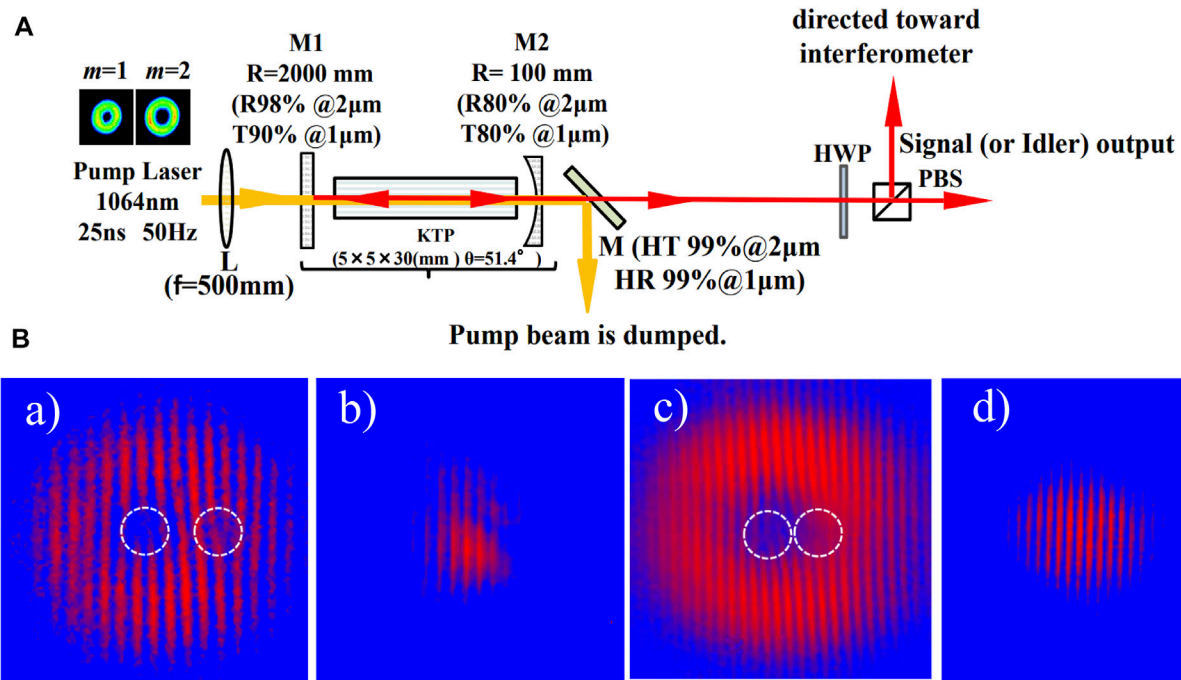 A
m=1 m=2
Pump Laser
1064nm
25ns 50Hz
L
(f=500mm)
M1
R=2000 mm
(R98% @2μm
T90% @1μm)
M2
R= 100 mm
(R80% @2μm
T80% @1μm)
KTP
(5×5×30(mm ) θ=51.4° )
M (HT 99%@2μm
HR 99%@1μm)
Pump beam is dumped.
HWP
directed toward
interferometer
Signal (or Idler) output
PBS
B
a)
b)
c)
d)